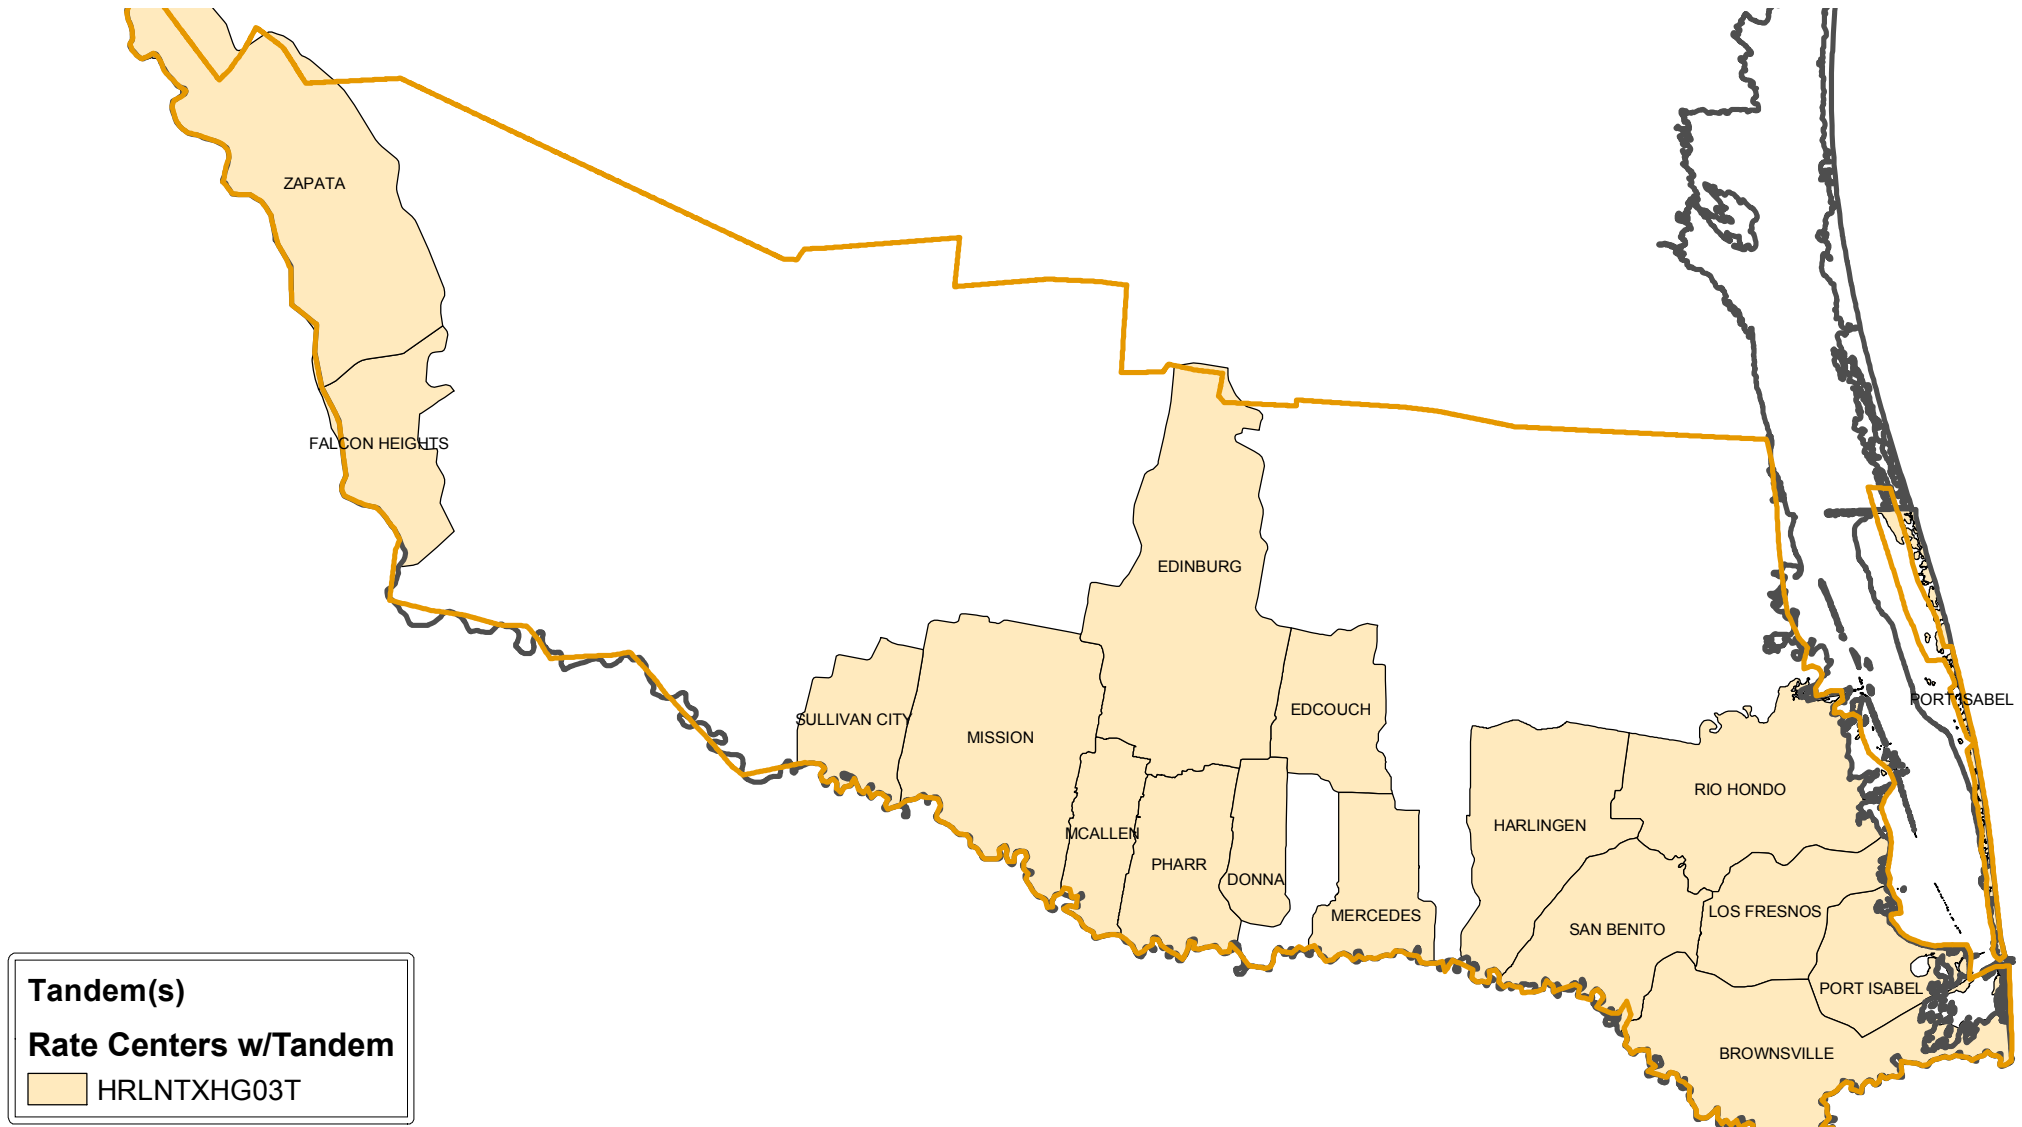 ZAPATA
FALCON HEIGHTS
EDINBURG
PORT ISABEL
EDCOUCH
SULLIVAN CITY
MISSION
RIO HONDO
HARLINGEN
MCALLEN
PHARR
DONNA
MERCEDES
LOS FRESNOS
SAN BENITO
PORT ISABEL
BROWNSVILLE
Tandem(s)
Rate Centers w/Tandem
HRLNTXHG03T